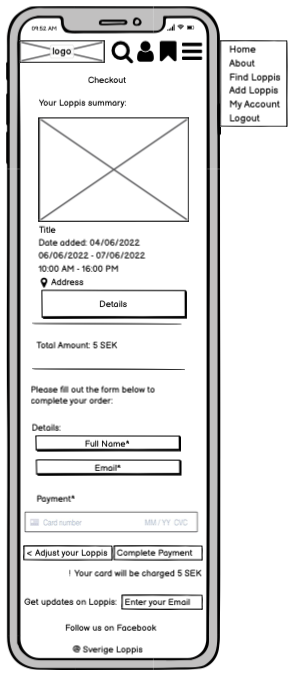 09:52 AM
logo
Home
About
Find Loppis
Add Loppis
My Account
Logout
Checkout
Your Loppis summary:
Title
Date added: 04/06/2022
06/06/2022 - 07/06/2022
10:00 AM - 16:00 PM
Address
Details
Total Amount: 5 SEK
Please fill out the form below to
complete your order:
Details:
Full Name*
Email*
Payment*
Card number MM / YY CVC
< Adjust your Loppis Complete Payment
! Your card will be charged 5 SEK
Get updates on Loppis: Enter your Email
Follow us on Facebook
@ Sverige Loppis